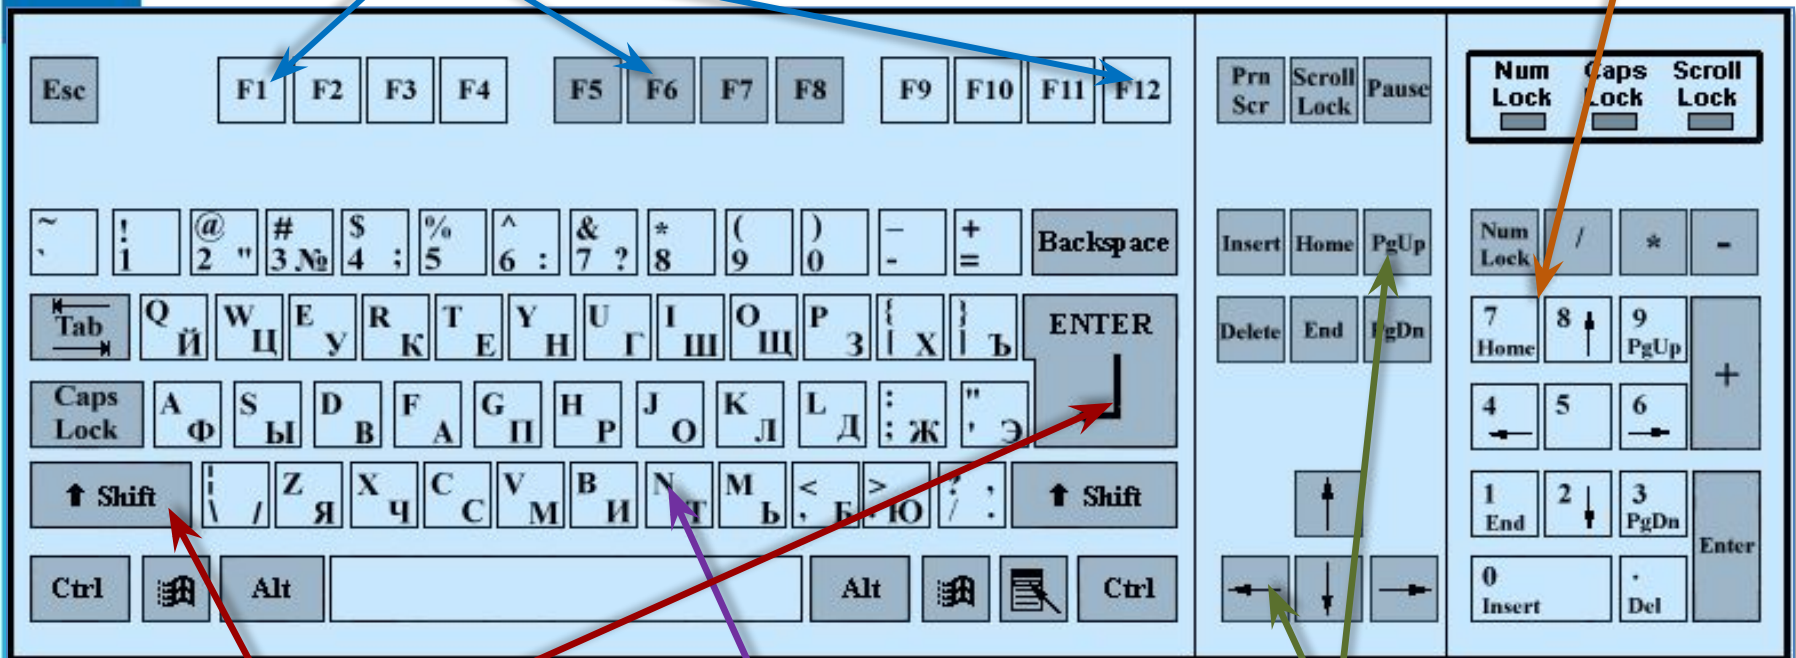 Esc F1 F2 F3 F4 F5 F6 F7 F8 F9 F10 F11 F12
Prn Scr Scroll Lock Pause
Num Lock Caps Lock Scroll Lock
~ ` ! 1 @ 2 " # 3 № $ 4 ; % 5 ^ 6 : & 7 ? * 8 ( 9 ) 0 _ - + = Backspace
Insert Home PgUp
Num Lock / * -
Tab Q Й W Ц E У R К T Е Y Н U Г I Ш O Щ P З { [ Х } ] Ъ ENTER
Delete End PgDn
7 Home 8 9 PgUp +
Caps Lock A Ф S Ы D В F А G П H Р J О K Л L Д : ; Ж " ' Э
4 5 6
Shift ¦ \ / Z Я X Ч C С V М B И N Т M Ь < , Б > . Ю ? / , . Shift
1 End 2 3 PgDn Enter
Ctrl Alt Alt Ctrl
0 Insert . Del